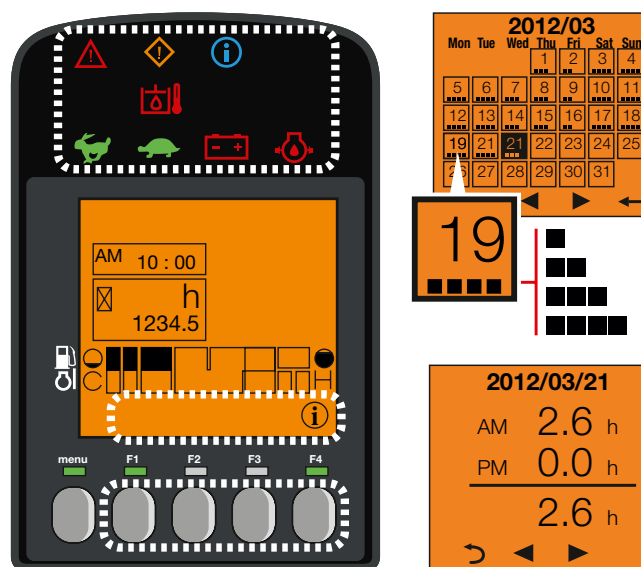 AM 10 : 00
h
1234.5
C H
i
menu F1 F2 F3 F4
2012/03
Mon Tue Wed Thu Fri Sat Sun
1 2 3 4
5 6 7 8 9 10 11
12 13 14 15 16 17 18
19 21 21 22 23 24 25
26 27 28 29 30 31
19
2012/03/21
AM 2.6 h
PM 0.0 h
2.6 h